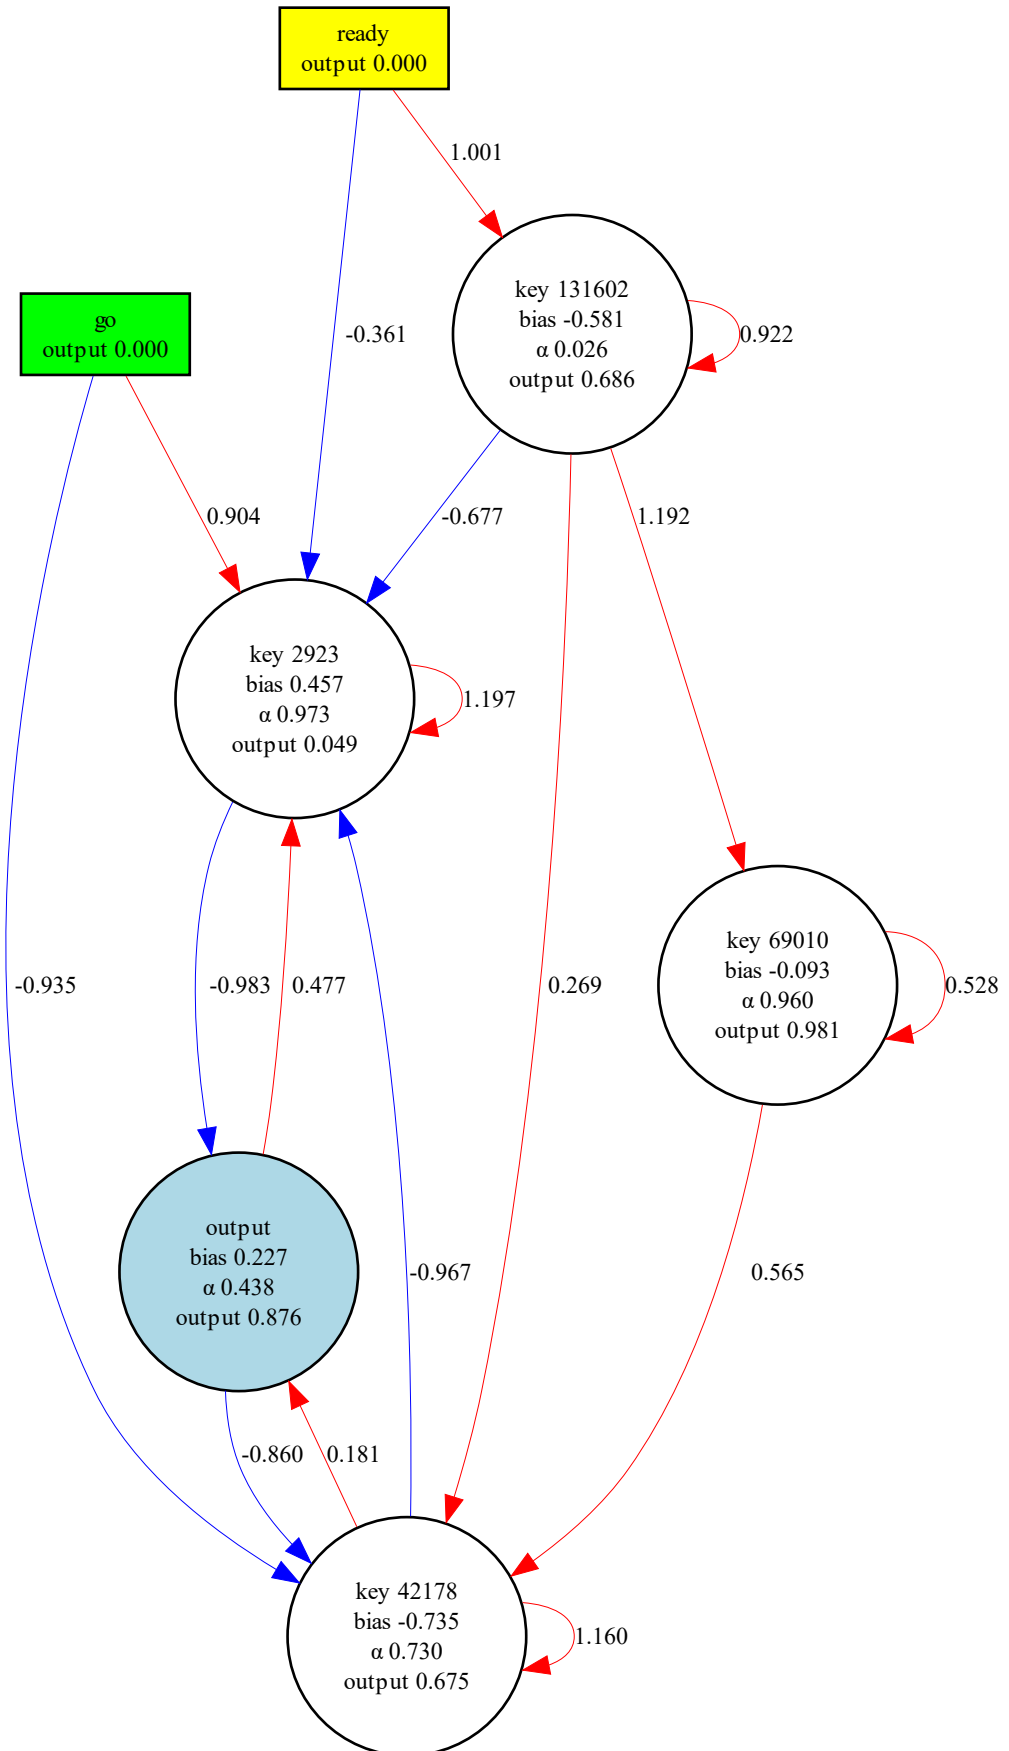 ready
output 0.000
1.001
key 131602
bias -0.581
α 0.026
output 0.686
0.922
go
output 0.000
-0.361
0.904
-0.677
1.192
key 2923
bias 0.457
α 0.973
output 0.049
1.197
key 69010
bias -0.093
α 0.960
output 0.981
-0.935
-0.983
0.477
0.269
0.528
output
bias 0.227
α 0.438
output 0.876
-0.967
0.565
-0.860
0.181
key 42178
bias -0.735
α 0.730
output 0.675
1.160